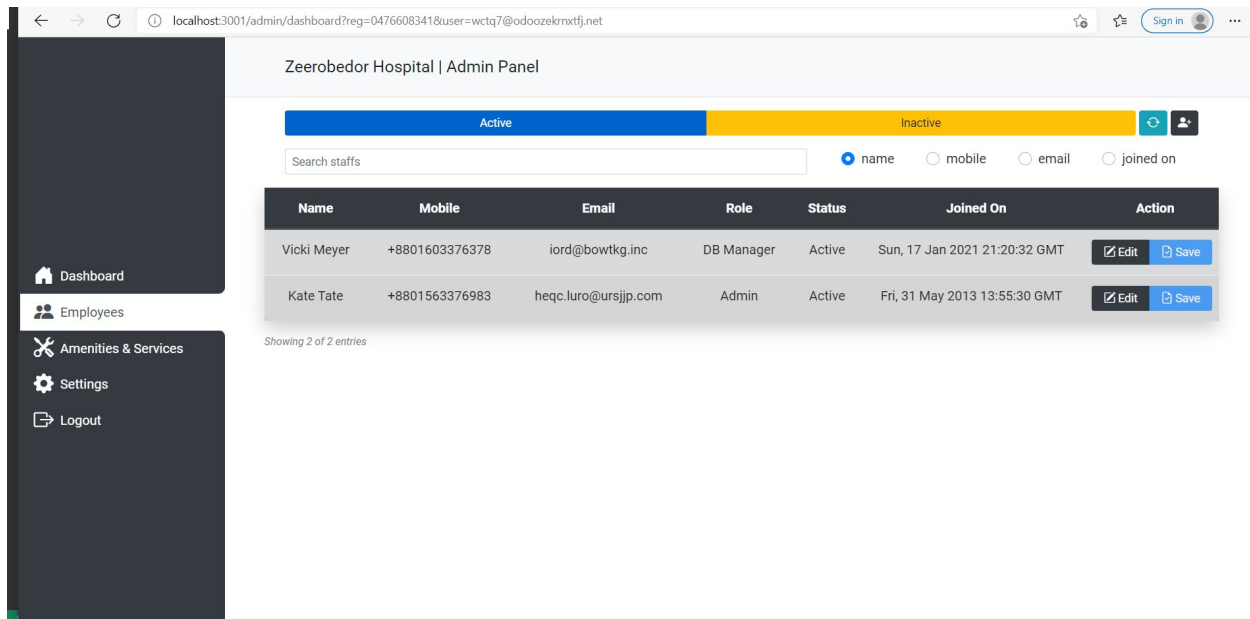 localhost:3001/admin/dashboard?reg=0476608341&user=wctq7@odoozekrnxtfj.net
Sign in
Zeerobedor Hospital | Admin Panel
Active Inactive
Search staffs name mobile email joined on
Name Mobile Email Role Status Joined On Action
Vicki Meyer +8801603376378 iord@bowtkg.inc DB Manager Active Sun, 17 Jan 2021 21:20:32 GMT Edit Save
Kate Tate +8801563376983 heqc.luro@ursjjp.com Admin Active Fri, 31 May 2013 13:55:30 GMT Edit Save
Showing 2 of 2 entries
Dashboard
Employees
Amenities & Services
Settings
Logout